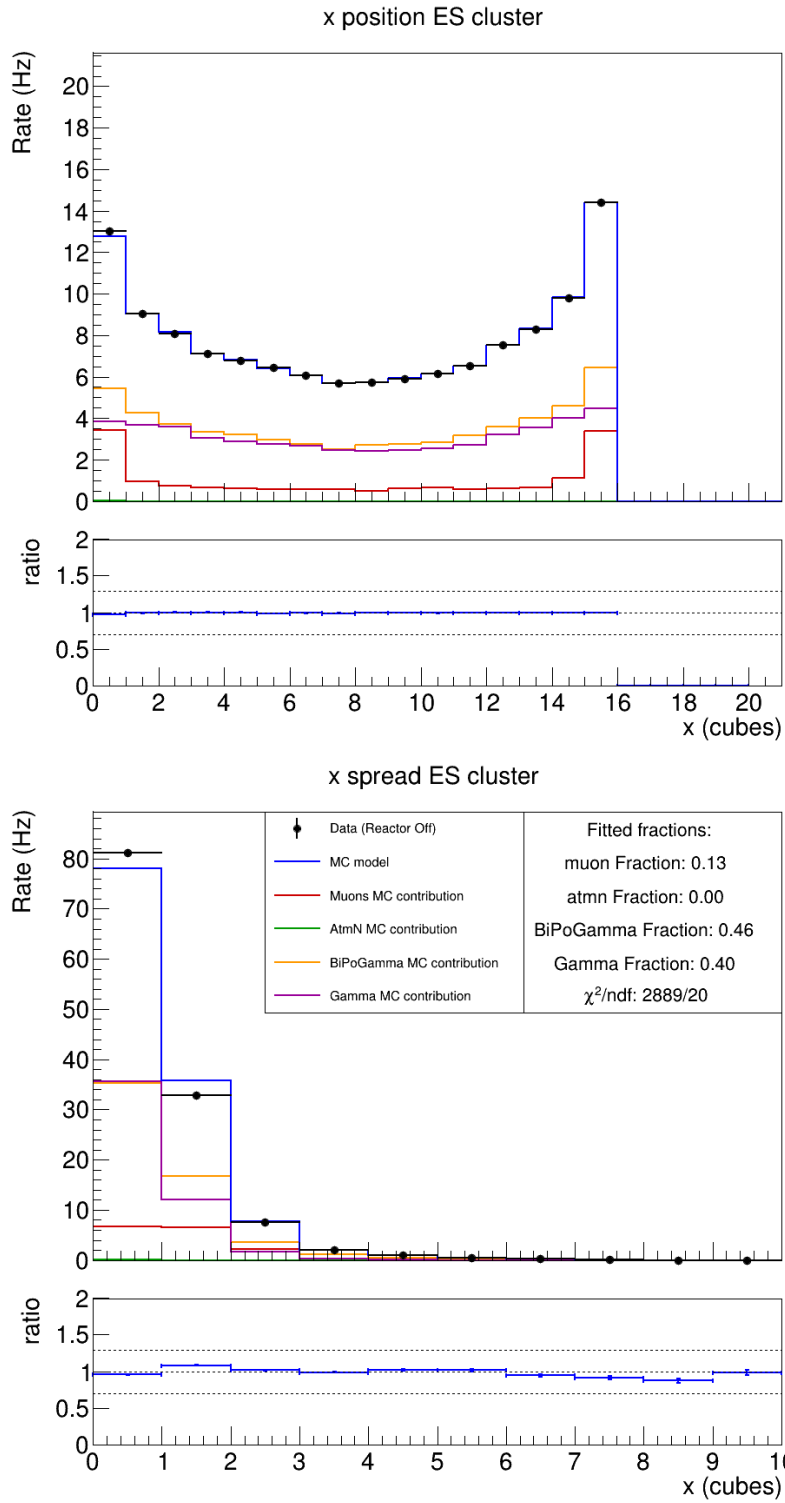 x position ES cluster
Rate (Hz)
20
18
16
14
12
10
8
6
4
2
0
ratio
2
1.5
1
0.5
0
0 2 4 6 8 10 12 14 16 18 20
x (cubes)
x spread ES cluster
Rate (Hz)
80
70
60
50
40
30
20
10
0
Data (Reactor Off)
MC model
Muons MC contribution
AtmN MC contribution
BiPoGamma MC contribution
Gamma MC contribution
Fitted fractions:
muon Fraction: 0.13
atmn Fraction: 0.00
BiPoGamma Fraction: 0.46
Gamma Fraction: 0.40
χ²/ndf: 2889/20
ratio
2
1.5
1
0.5
0
0 1 2 3 4 5 6 7 8 9 10
x (cubes)